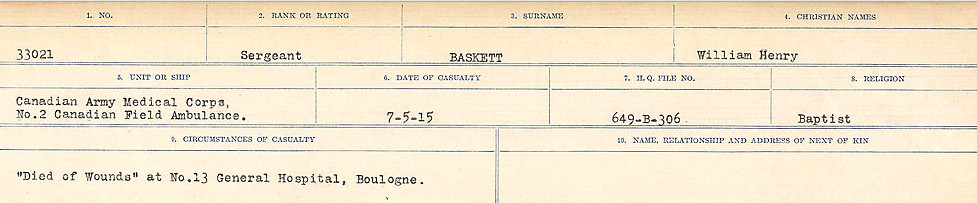 1. NO. 2. RANK OR RATING 3. SURNAME 4. CHRISTIAN NAMES
33021 Sergeant BASKETT William Henry
5. UNIT OR SHIP 6. DATE OF CASUALTY 7. H.Q. FILE NO. 8. RELIGION
Canadian Army Medical Corps,
No.2 Canadian Field Ambulance. 7-5-15 649-B-306 Baptist
9. CIRCUMSTANCES OF CASUALTY 10. NAME, RELATIONSHIP AND ADDRESS OF NEXT OF KIN
"Died of Wounds" at No.13 General Hospital, Boulogne.